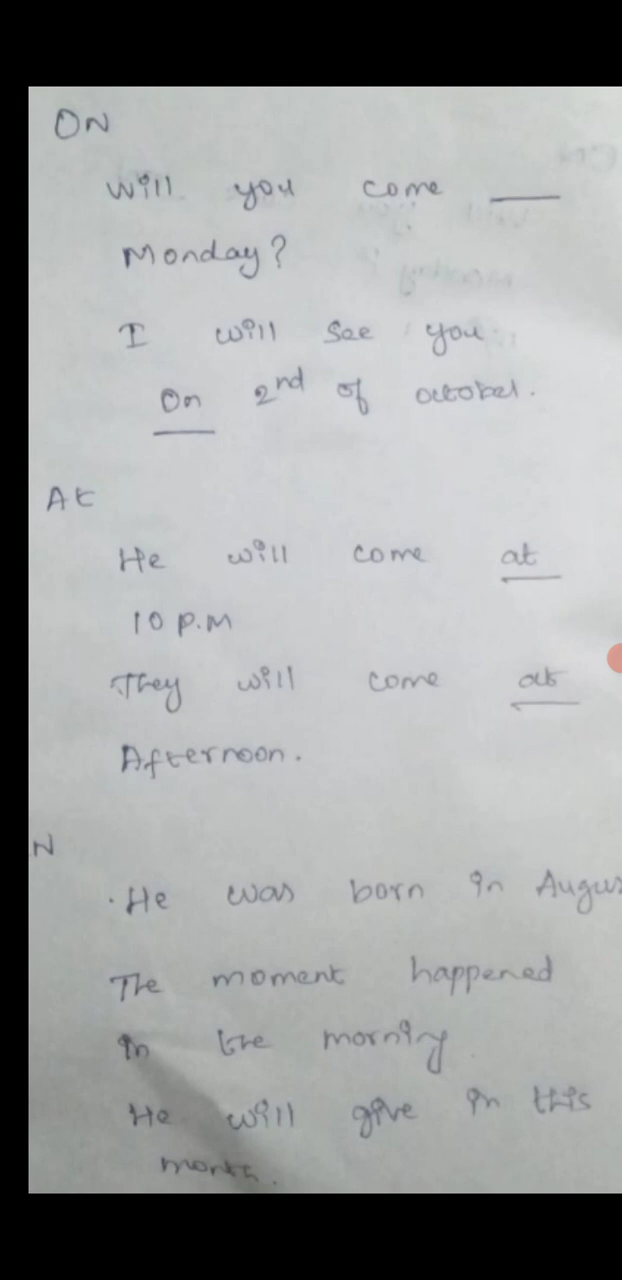 ON
Will you come ___
Monday?
I will see you
On 2nd of october.
At
He will come at
10 P.M
They will come at
Afternoon.
N
. He was born in Augus
The moment happened
in the morning
He will give in this
month.